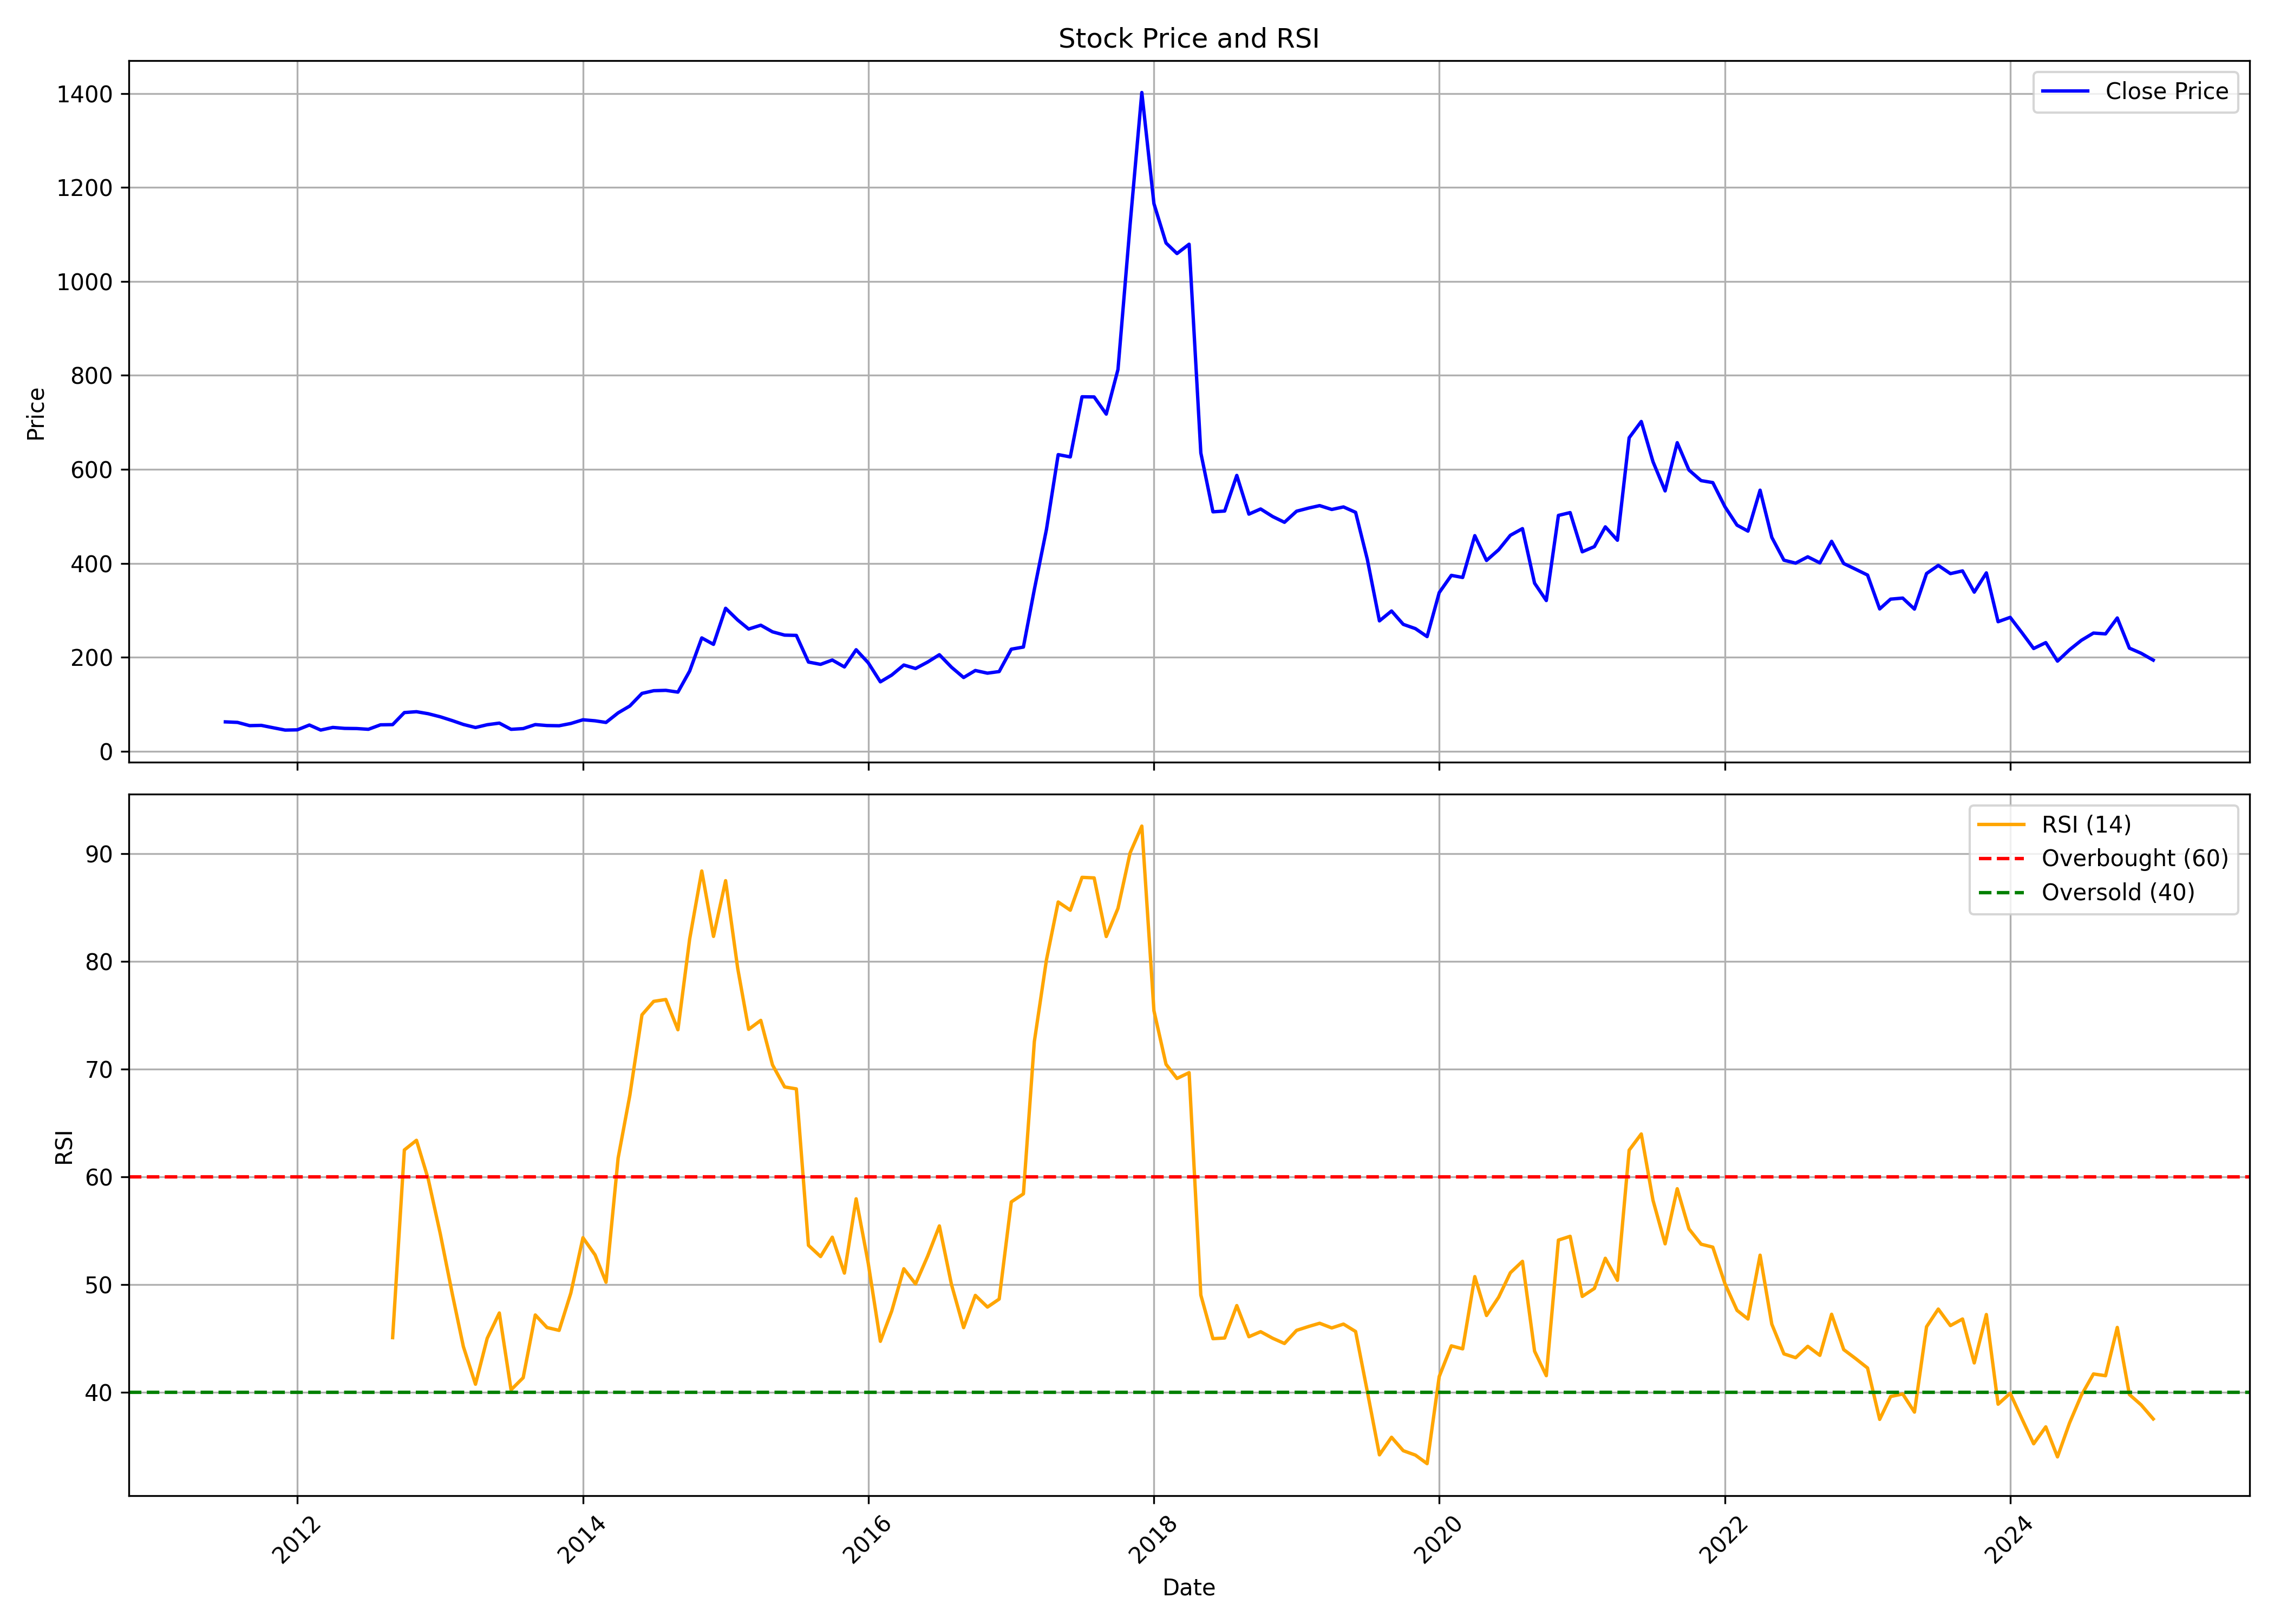 Stock Price and RSI
Close Price
1400
1200
1000
800
600
400
200
0
Price
RSI (14)
Overbought (60)
Oversold (40)
90
80
70
60
50
40
RSI
2012
2014
2016
2018
2020
2022
2024
Date